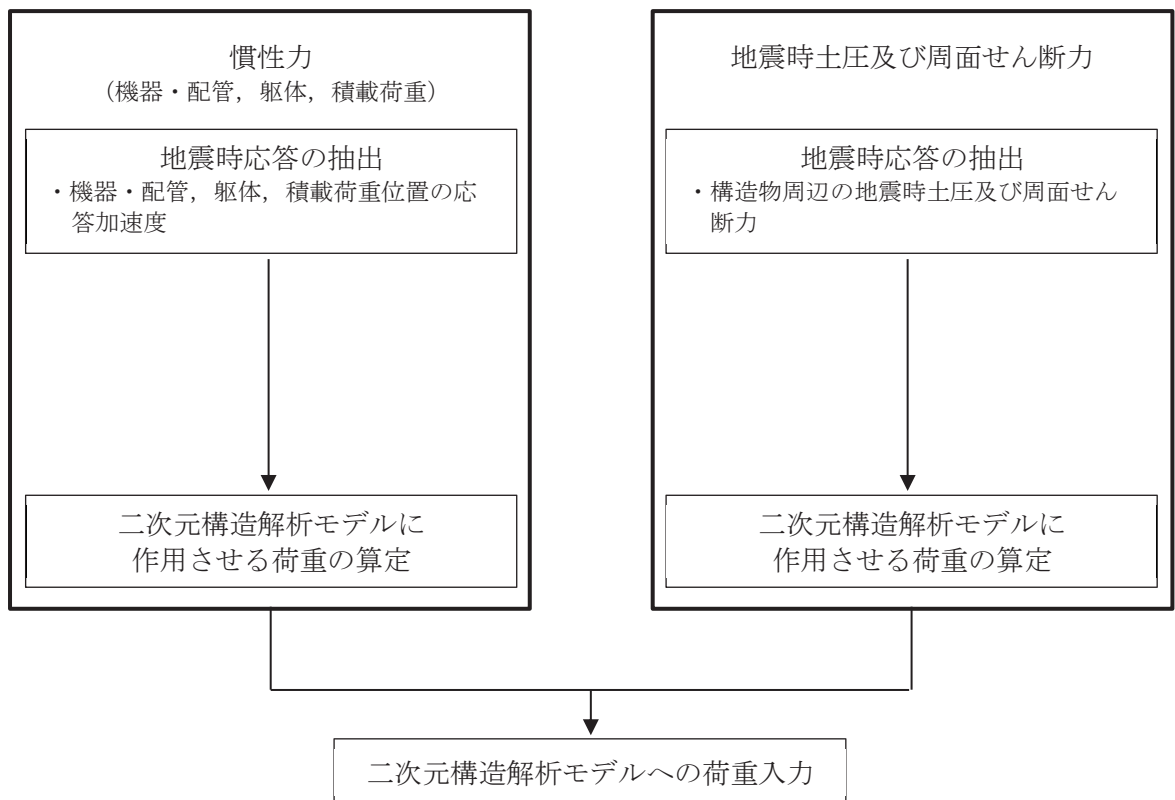 慣性力
（機器・配管，躯体，積載荷重）
地震時応答の抽出
・機器・配管，躯体，積載荷重位置の応
答加速度
二次元構造解析モデルに
作用させる荷重の算定
地震時土圧及び周面せん断力
地震時応答の抽出
・構造物周辺の地震時土圧及び周面せん
断力
二次元構造解析モデルに
作用させる荷重の算定
二次元構造解析モデルへの荷重入力